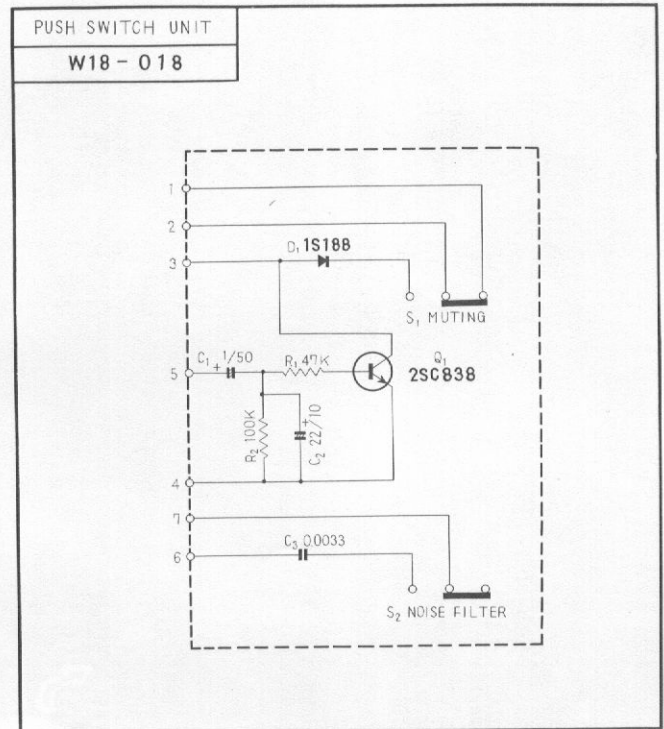 PUSH SWITCH UNIT
W18-018
1
2
3
D₁ 1S188
S₁ MUTING
C₁ + 1/50
R₁ 47K
Q₁
2SC838
5
R₂ 100K
+
C₂ 22/10
4
7
C₃ 0.0033
6
S₂ NOISE FILTER